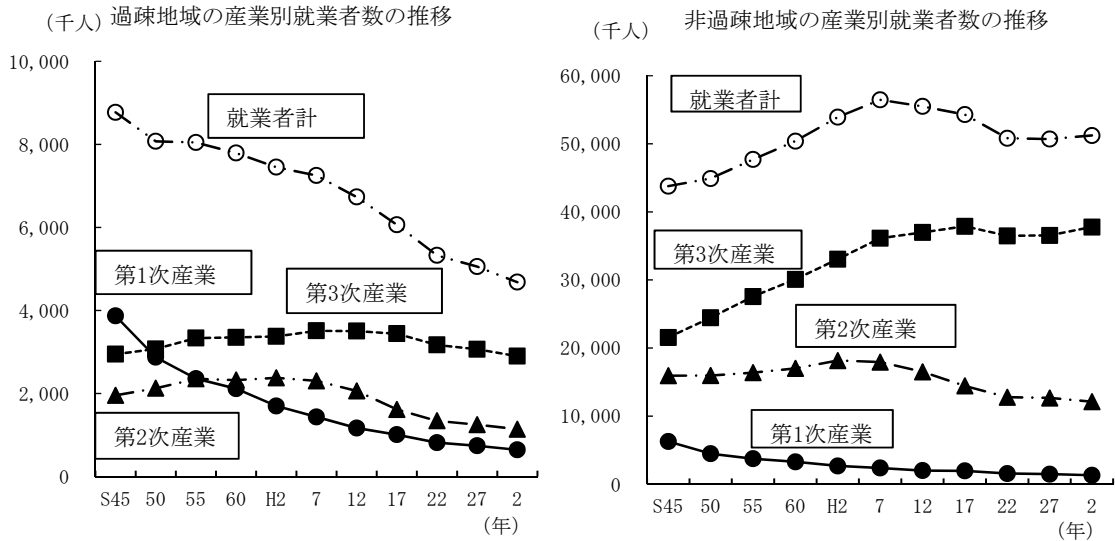 過疎地域の産業別就業者数の推移
(千人)
10,000
8,000
6,000
4,000
2,000
0
就業者計
第1次産業
第3次産業
第2次産業
S45 50 55 60 H2 7 12 17 22 27 2
(年)
非過疎地域の産業別就業者数の推移
(千人)
60,000
50,000
40,000
30,000
20,000
10,000
0
就業者計
第3次産業
第2次産業
第1次産業
S45 50 55 60 H2 7 12 17 22 27 2
(年)